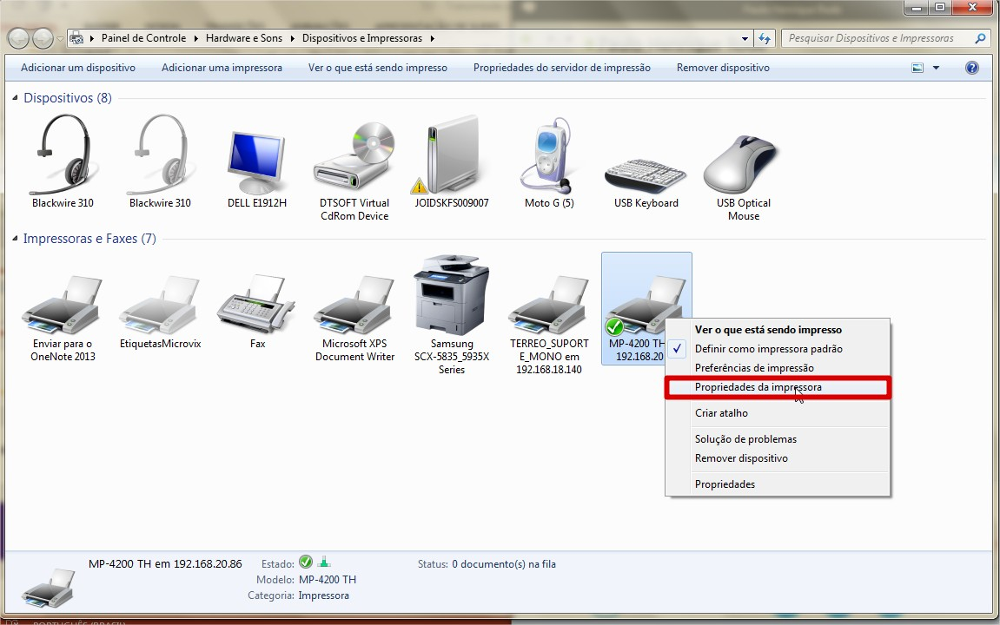 Painel de Controle Hardware e Sons Dispositivos e Impressoras
Pesquisar Dispositivos e Impressoras
Adicionar um dispositivo Adicionar uma impressora Ver o que está sendo impresso Propriedades do servidor de impressão Remover dispositivo
Dispositivos (8)
Blackwire 310
Blackwire 310
DELL E1912H
DTSOFT Virtual
CdRom Device
JOIDSKFS009007
Moto G (5)
USB Keyboard
USB Optical
Mouse
Impressoras e Faxes (7)
Enviar para o
OneNote 2013
EtiquetasMicrovix
Fax
Microsoft XPS
Document Writer
Samsung
SCX-5835_5935X
Series
TERREO_SUPORT
E_MONO em
192.168.18.140
MP-4200 TH
192.168.20
Ver o que está sendo impresso
Definir como impressora padrão
Preferências de impressão
Propriedades da impressora
Criar atalho
Solução de problemas
Remover dispositivo
Propriedades
MP-4200 TH em 192.168.20.86
Estado:
Status: 0 documento(s) na fila
Modelo: MP-4200 TH
Categoria: Impressora